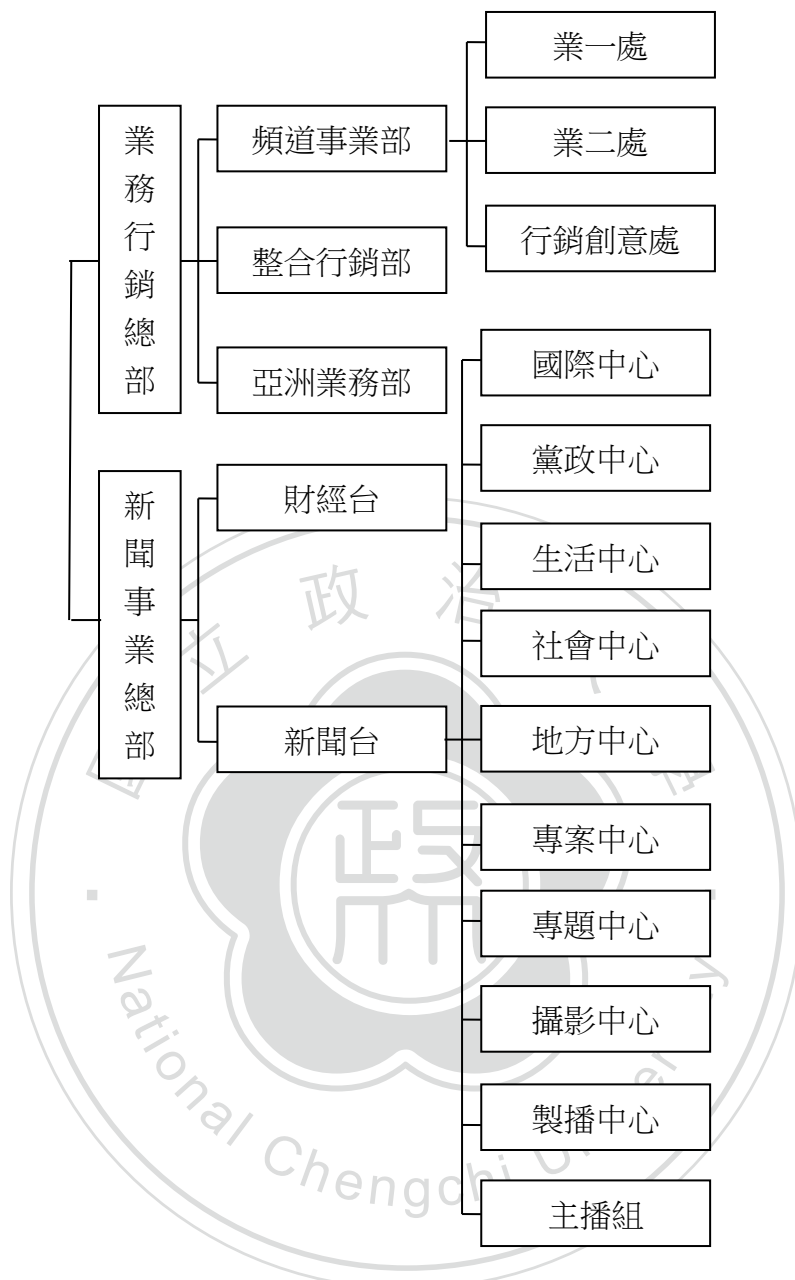 業務行銷總部
頻道事業部
業一處
業二處
行銷創意處
整合行銷部
亞洲業務部
新聞事業總部
財經台
新聞台
國際中心
黨政中心
生活中心
社會中心
地方中心
專案中心
專題中心
攝影中心
製播中心
主播組
立政治
政
National Chengchi